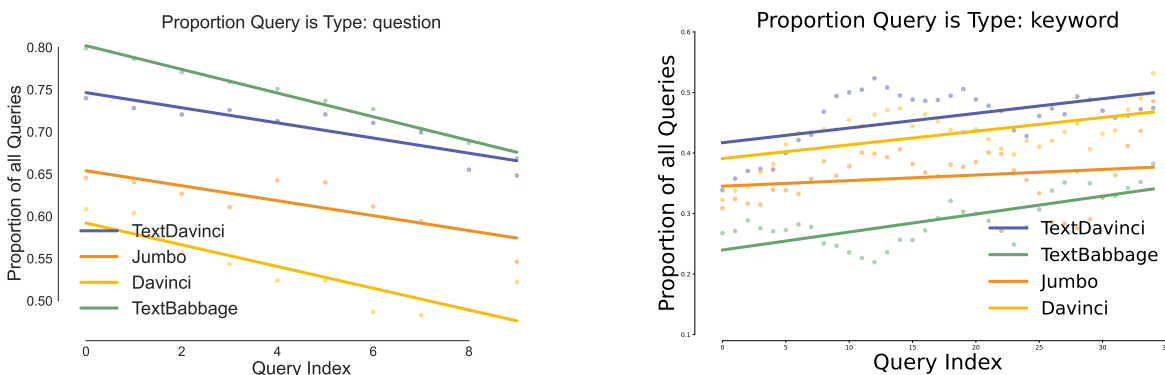 Proportion Query is Type: question
Proportion of all Queries
0.80
0.75
0.70
0.65
0.60
0.55
0.50
TextDavinci
Jumbo
Davinci
TextBabbage
0 2 4 6 8
Query Index
Proportion Query is Type: keyword
Proportion of all Queries
0.6
0.5
0.4
0.3
0.2
0.1
TextDavinci
TextBabbage
Jumbo
Davinci
0 5 10 15 20 25 30
Query Index